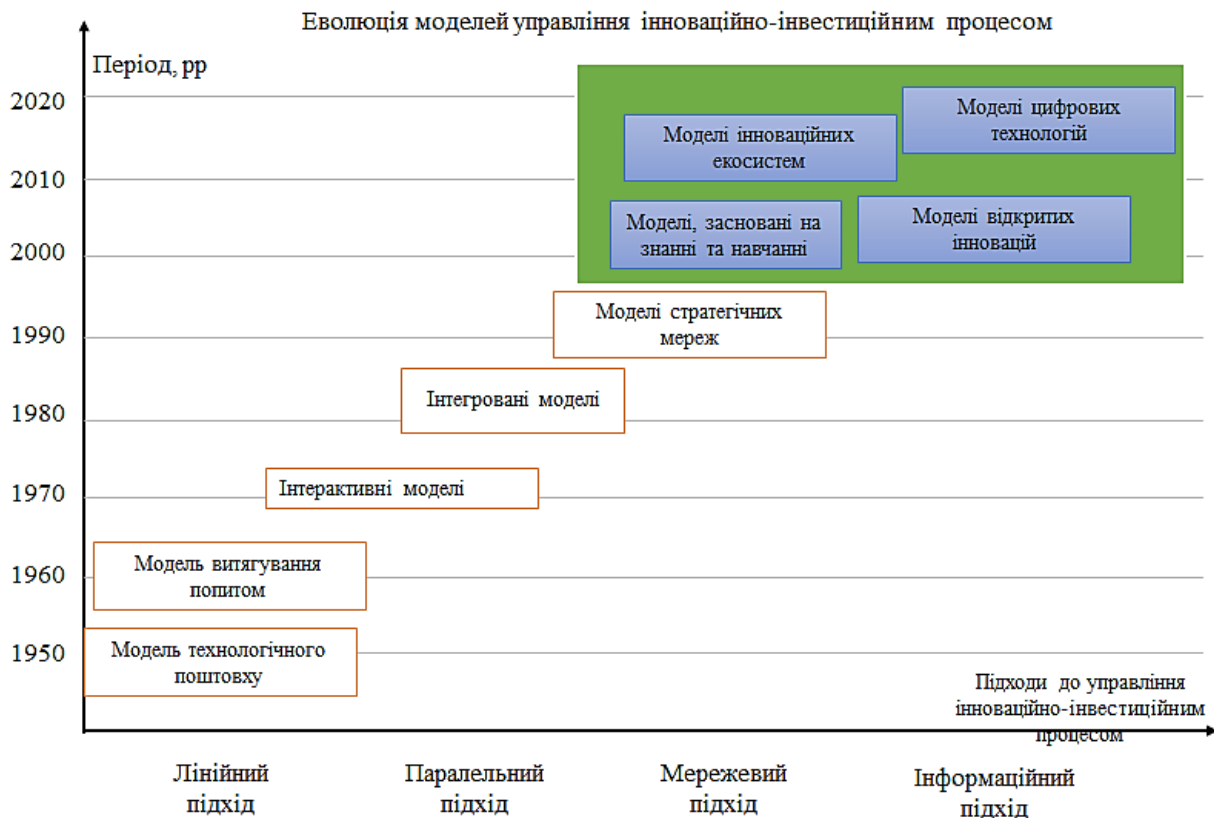 Еволюція моделей управління інноваційно-інвестиційним процесом
Період, рр
2020
Моделі цифрових
технологій
Моделі інноваційних
екосистем
2010
Моделі, засновані на
знанні та навчанні
Моделі відкритих
інновацій
2000
Моделі стратегічних
мереж
1990
Інтегровані моделі
1980
Інтерактивні моделі
1970
Модель витягування
попитом
1960
Модель технологічного
поштовху
1950
Підходи до управління
інноваційно-інвестиційним
процесом
Лінійний
підхід
Паралельний
підхід
Мережевий
підхід
Інформаційний
підхід